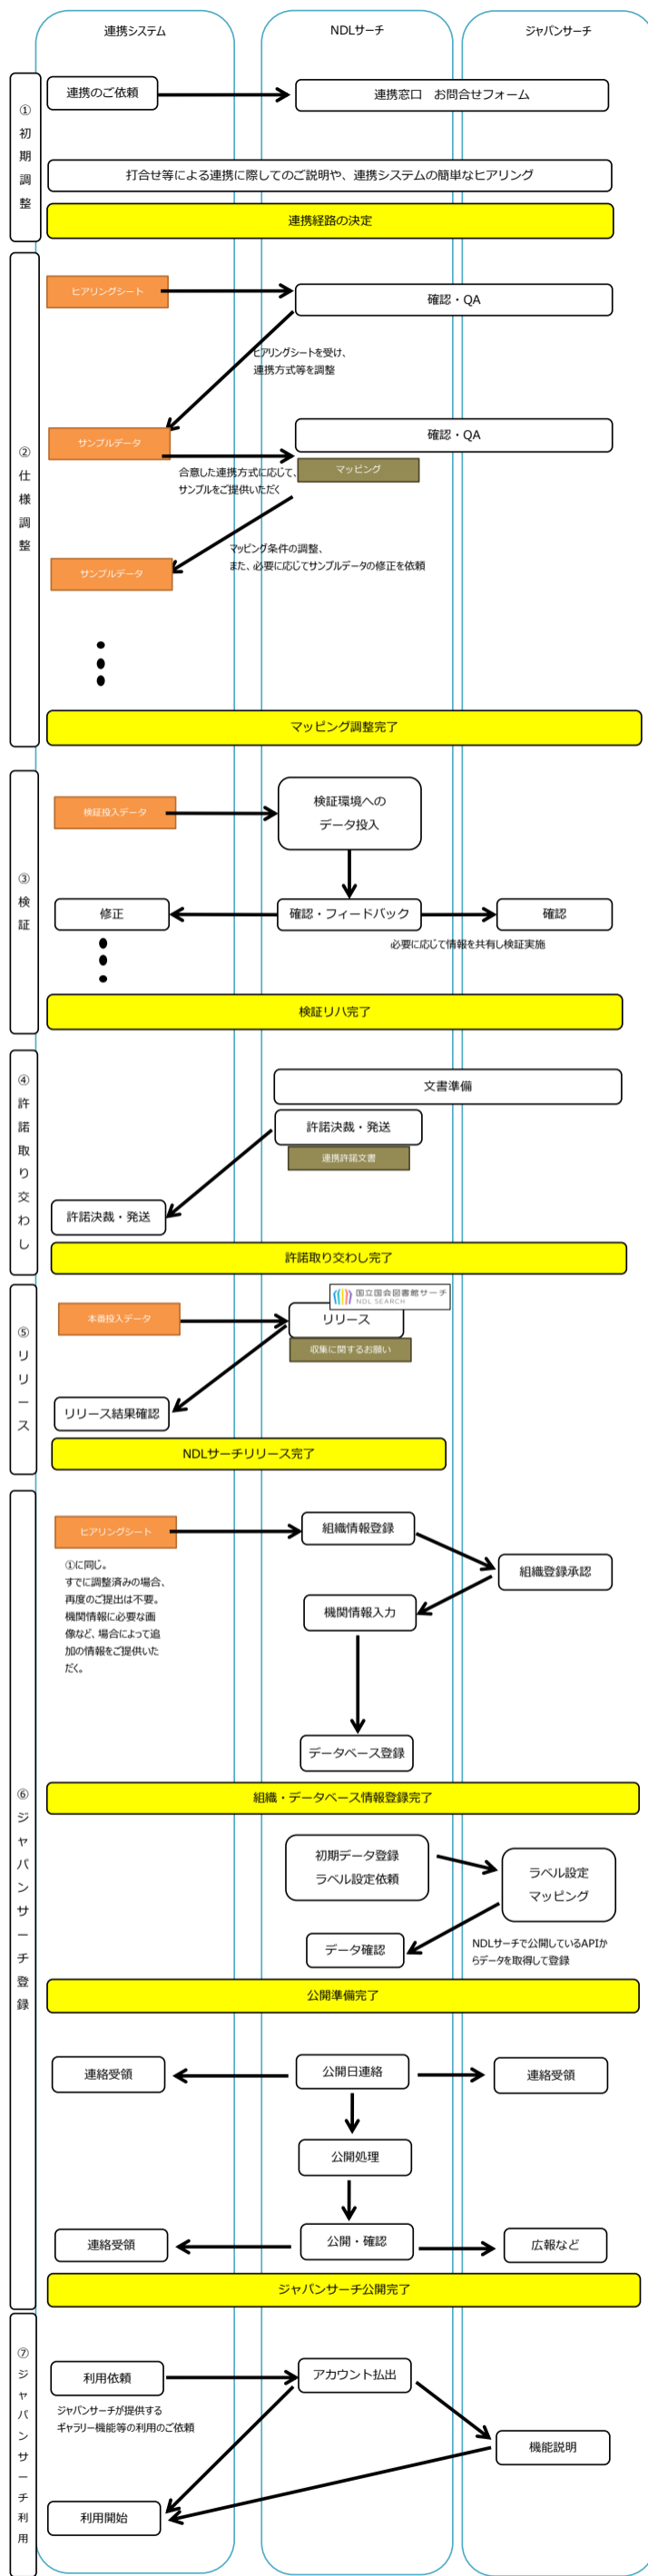 連携システム
NDLサーチ
ジャパンサーチ
①初期調整
連携のご依頼
連携窓口　お問合せフォーム
打合せ等による連携に際してのご説明や、連携システムの簡単なヒアリング
連携経路の決定
②仕様調整
ヒアリングシート
確認・QA
ヒアリングシートを受け、
連携方式等を調整
サンプルデータ
確認・QA
マッピング
合意した連携方式に応じて、
サンプルをご提供いただく
マッピング条件の調整、
また、必要に応じてサンプルデータの修正を依頼
サンプルデータ
マッピング調整完了
③検証
検証投入データ
検証環境への
データ投入
修正
確認・フィードバック
確認
必要に応じて情報を共有し検証実施
検証リハ完了
④許諾取り交わし
文書準備
許諾決裁・発送
連携許諾文書
許諾決裁・発送
許諾取り交わし完了
⑤リリース
本番投入データ
国立国会図書館サーチ
NDL SEARCH
リリース
収集に関するお願い
リリース結果確認
NDLサーチリリース完了
⑥ジャパンサーチ登録
ヒアリングシート
組織情報登録
①に同じ。
すでに調整済みの場合、
再度のご提出は不要。
機関情報に必要な画
像など、場合によって追
加の情報をご提供いた
だく。
組織登録承認
機関情報入力
データベース登録
組織・データベース情報登録完了
初期データ登録
ラベル設定依頼
ラベル設定
マッピング
データ確認
NDLサーチで公開しているAPIか
らデータを取得して登録
公開準備完了
連絡受領
公開日連絡
連絡受領
公開処理
連絡受領
公開・確認
広報など
ジャパンサーチ公開完了
⑦ジャパンサーチ利用
利用依頼
アカウント払出
ジャパンサーチが提供する
ギャラリー機能等の利用のご依頼
機能説明
利用開始